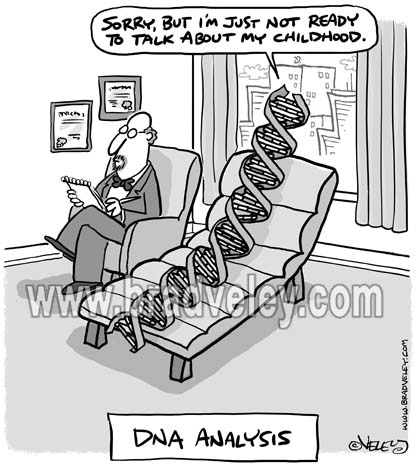 SORRY, BUT I'M JUST NOT READY
TO TALK ABOUT MY CHILDHOOD.
www.bradveley.com
WWW.BRADVELEY.COM
DNA ANALYSIS
©VELEY